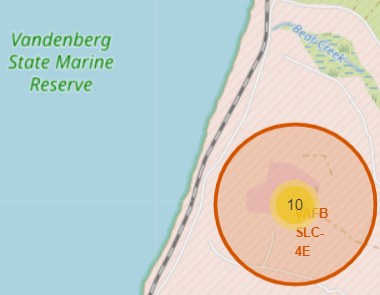 Vandenberg
State Marine
Reserve
Bear Creek
10
VAFB
SLC-
4E